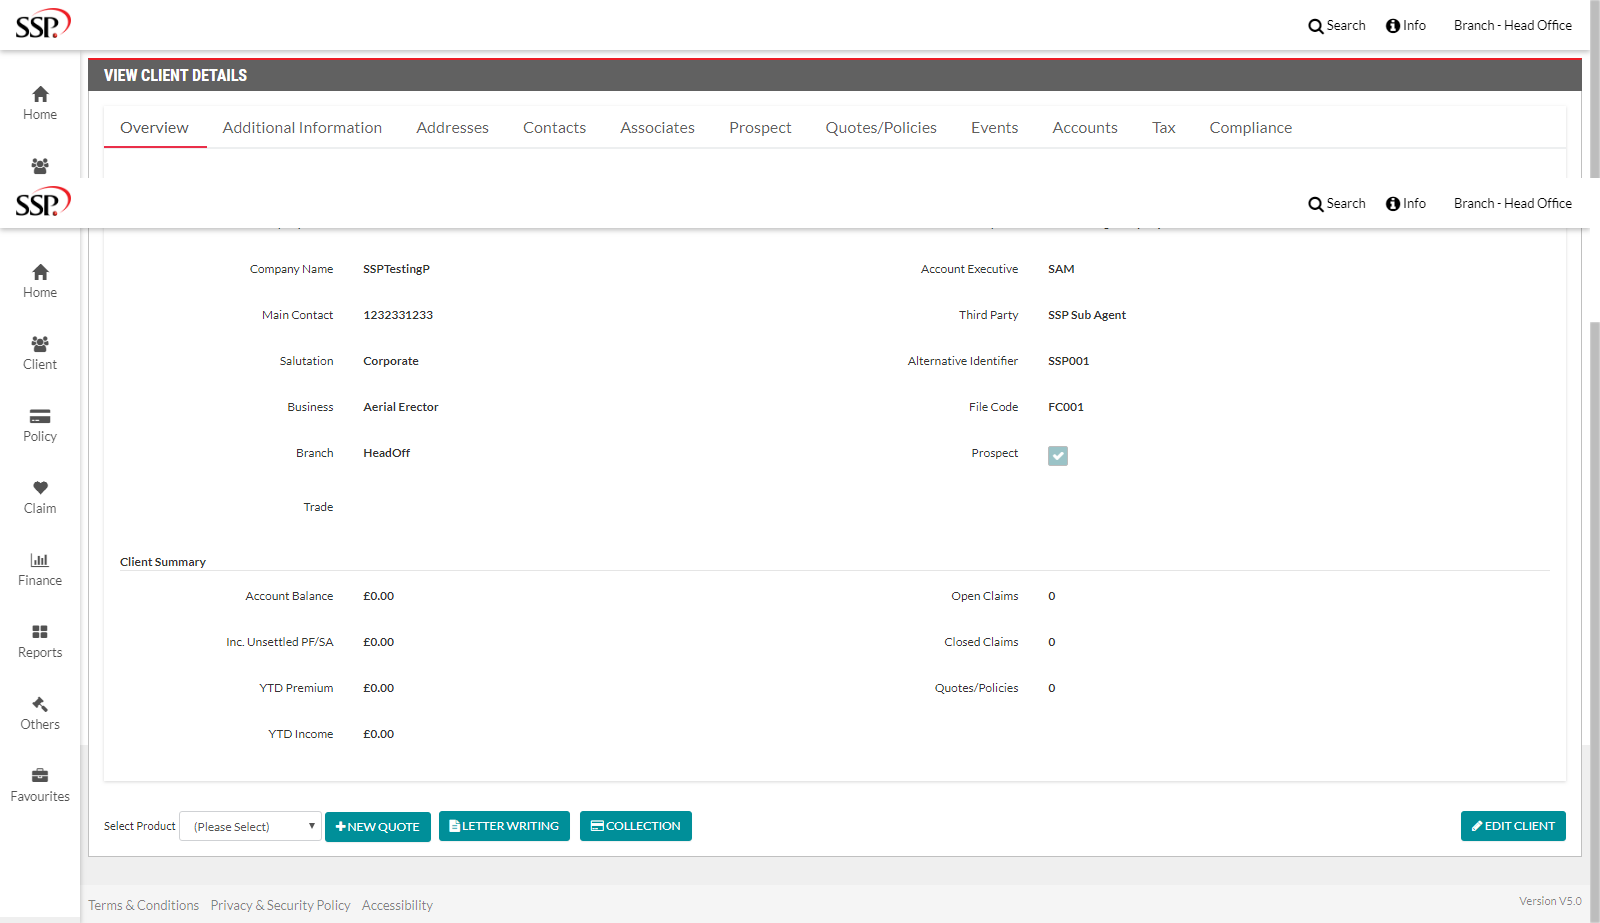 SSP.
Search Info Branch - Head Office
VIEW CLIENT DETAILS
Home
Overview Additional Information Addresses Contacts Associates Prospect Quotes/Policies Events Accounts Tax Compliance
SSP.
Search Info Branch - Head Office
Home
Client
Policy
Claim
Finance
Reports
Others
Favourites
Company Name SSPTestingP Account Executive SAM
Main Contact 1232331233 Third Party SSP Sub Agent
Salutation Corporate Alternative Identifier SSP001
Business Aerial Erector File Code FC001
Branch HeadOff Prospect
Trade
Client Summary
Account Balance £0.00 Open Claims 0
Inc. Unsettled PF/SA £0.00 Closed Claims 0
YTD Premium £0.00 Quotes/Policies 0
YTD Income £0.00
Select Product (Please Select) NEW QUOTE LETTER WRITING COLLECTION EDIT CLIENT
Terms & Conditions Privacy & Security Policy Accessibility Version V5.0